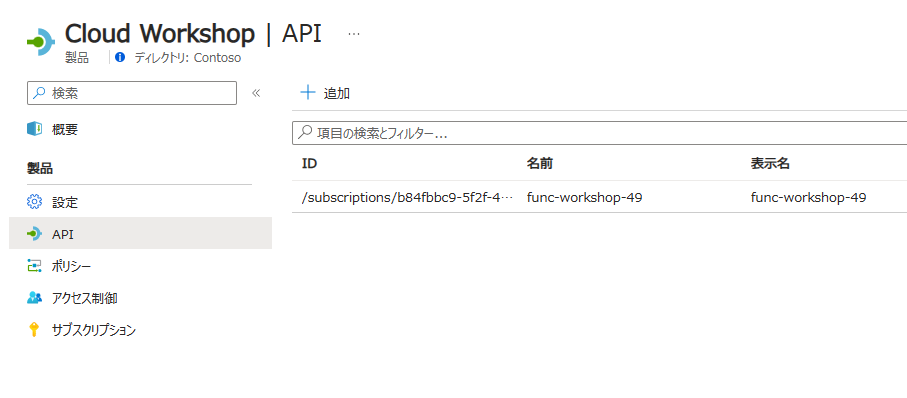 Cloud Workshop | API ...
製品 ディレクトリ: Contoso
検索 «
概要
製品
設定
API
ポリシー
アクセス制御
サブスクリプション
追加
項目の検索とフィルター...
ID 名前 表示名
/subscriptions/b84fbbc9-5f2f-4… func-workshop-49 func-workshop-49